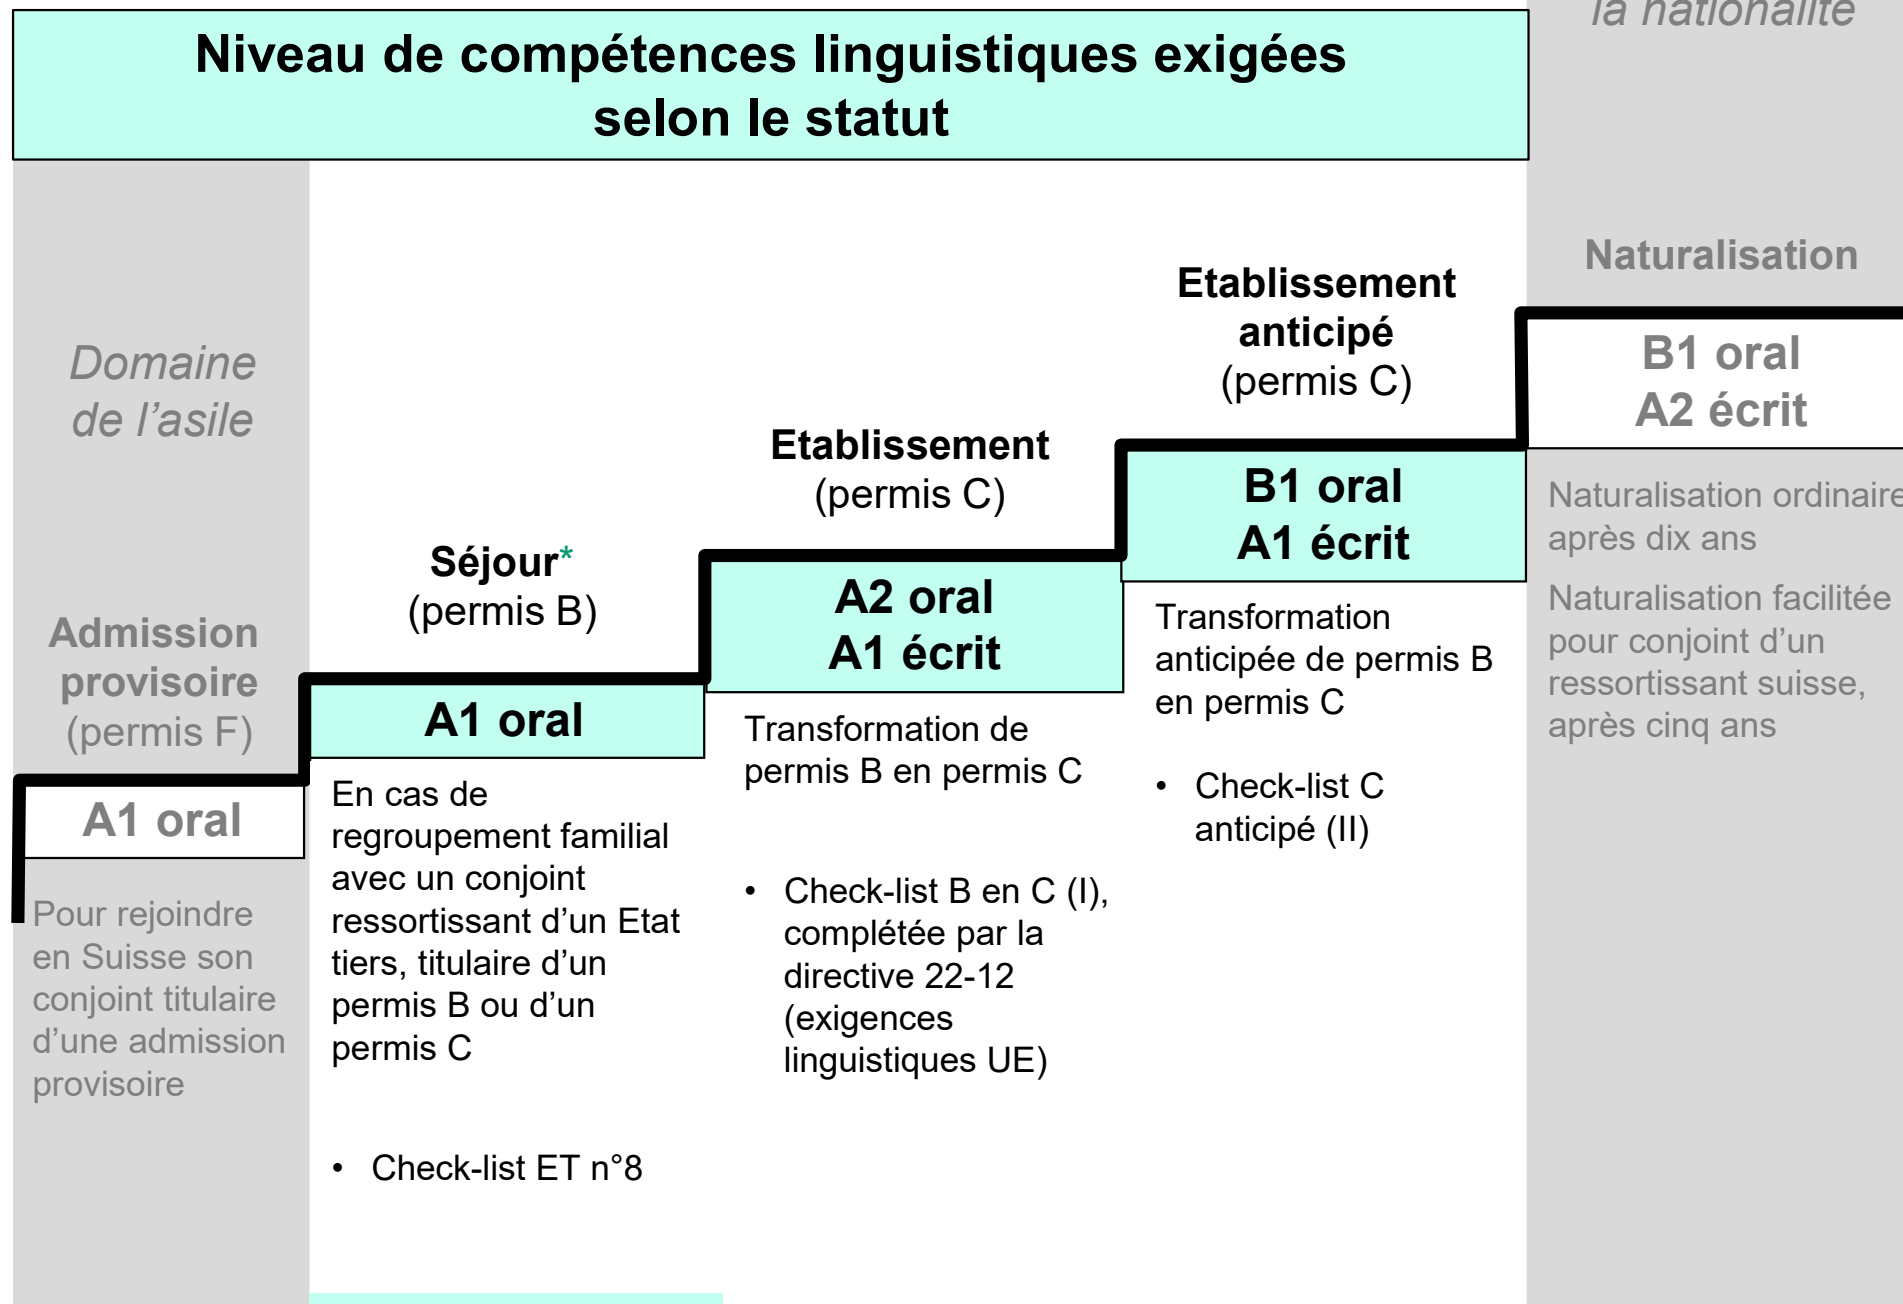 la nationalité
Niveau de compétences linguistiques exigées
selon le statut
Domaine
de l’asile
Admission
provisoire
(permis F)
A1 oral
Pour rejoindre
en Suisse son
conjoint titulaire
d’une admission
provisoire
Séjour*
(permis B)
A1 oral
En cas de
regroupement familial
avec un conjoint
ressortissant d’un Etat
tiers, titulaire d’un
permis B ou d’un
permis C
• Check-list ET n°8
Etablissement
(permis C)
A2 oral
A1 écrit
Transformation de
permis B en permis C
• Check-list B en C (I),
complétée par la
directive 22-12
(exigences
linguistiques UE)
Etablissement
anticipé
(permis C)
B1 oral
A1 écrit
Transformation
anticipée de permis B
en permis C
• Check-list C
anticipé (II)
Naturalisation
B1 oral
A2 écrit
Naturalisation ordinaire
après dix ans
Naturalisation facilitée
pour conjoint d’un
ressortissant suisse,
après cinq ans